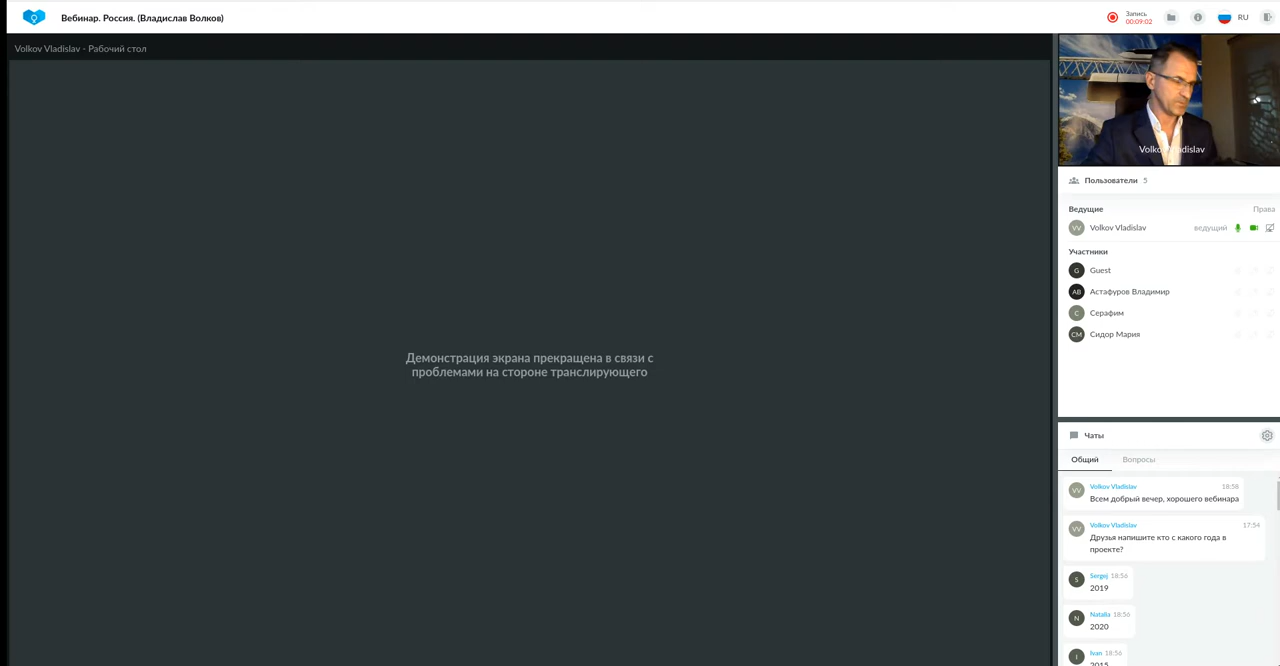 Вебинар. Россия. (Владислав Волков)
Запись
00:09:02
RU
Volkov Vladislav - Рабочий стол
Volkov Vladislav
Демонстрация экрана прекращена в связи с
проблемами на стороне транслирующего
Пользователи 5
Ведущие Права
VV Volkov Vladislav ведущий
Участники
G Guest
АВ Астафуров Владимир
С Серафим
СМ Сидор Мария
Чаты
Общий Вопросы
VV Volkov Vladislav 18:58
Всем добрый вечер, хорошего вебинара
VV Volkov Vladislav 17:54
Друзья напишите кто с какого года в
проекте?
S Sergej 18:56
2019
N Natalia 18:56
2020
I Ivan 18:56
2015